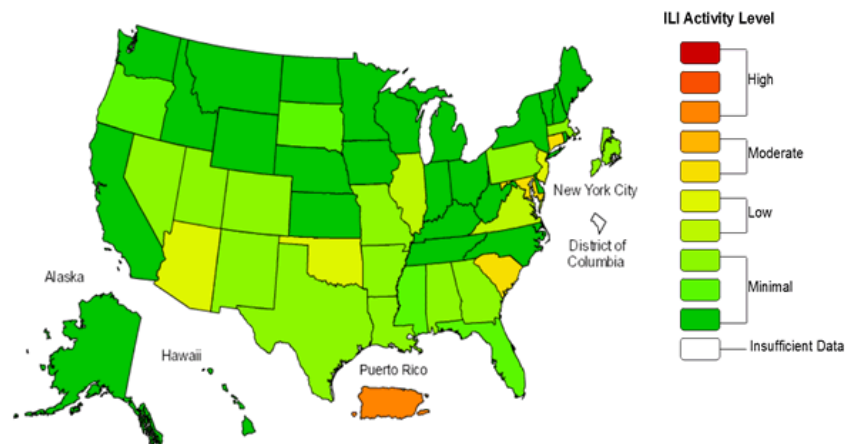 ILI Activity Level
High
Moderate
New York City
Low
District of
Columbia
Alaska
Minimal
Hawaii
Insufficient Data
Puerto Rico